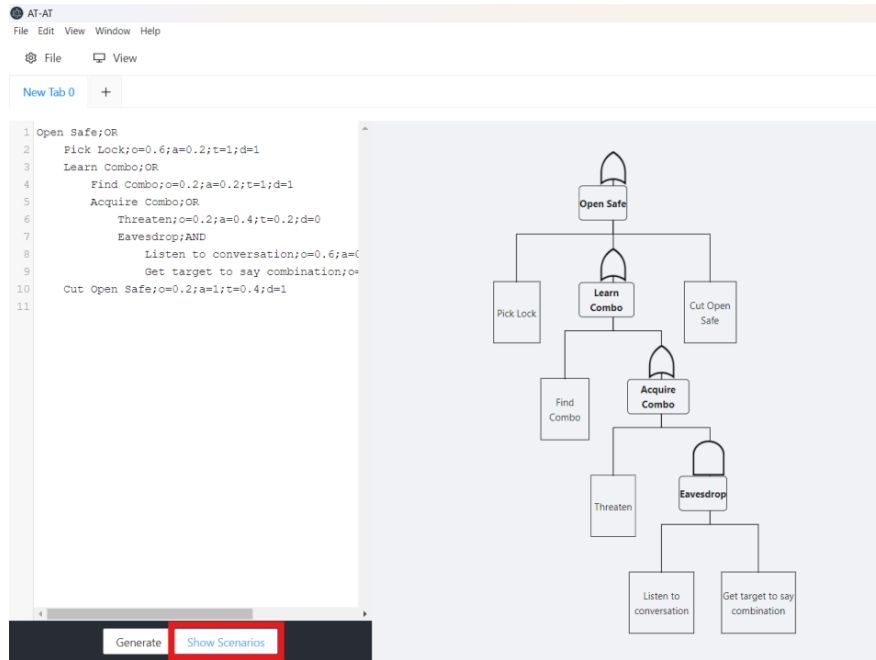 AT-AT
File Edit View Window Help
File View
New Tab 0 +
1 Open Safe;OR
2 Pick Lock;o=0.6;a=0.2;t=1;d=1
3 Learn Combo;OR
4 Find Combo;o=0.2;a=0.2;t=1;d=1
5 Acquire Combo;OR
6 Threaten;o=0.2;a=0.4;t=0.2;d=0
7 Eavesdrop;AND
8 Listen to conversation;o=0.6;a=0
9 Get target to say combination;o=
10 Cut Open Safe;o=0.2;a=1;t=0.4;d=1
11
Generate Show Scenarios
Open Safe
Pick Lock
Learn
Combo
Cut Open
Safe
Find
Combo
Acquire
Combo
Threaten
Eavesdrop
Listen to
conversation
Get target to say
combination